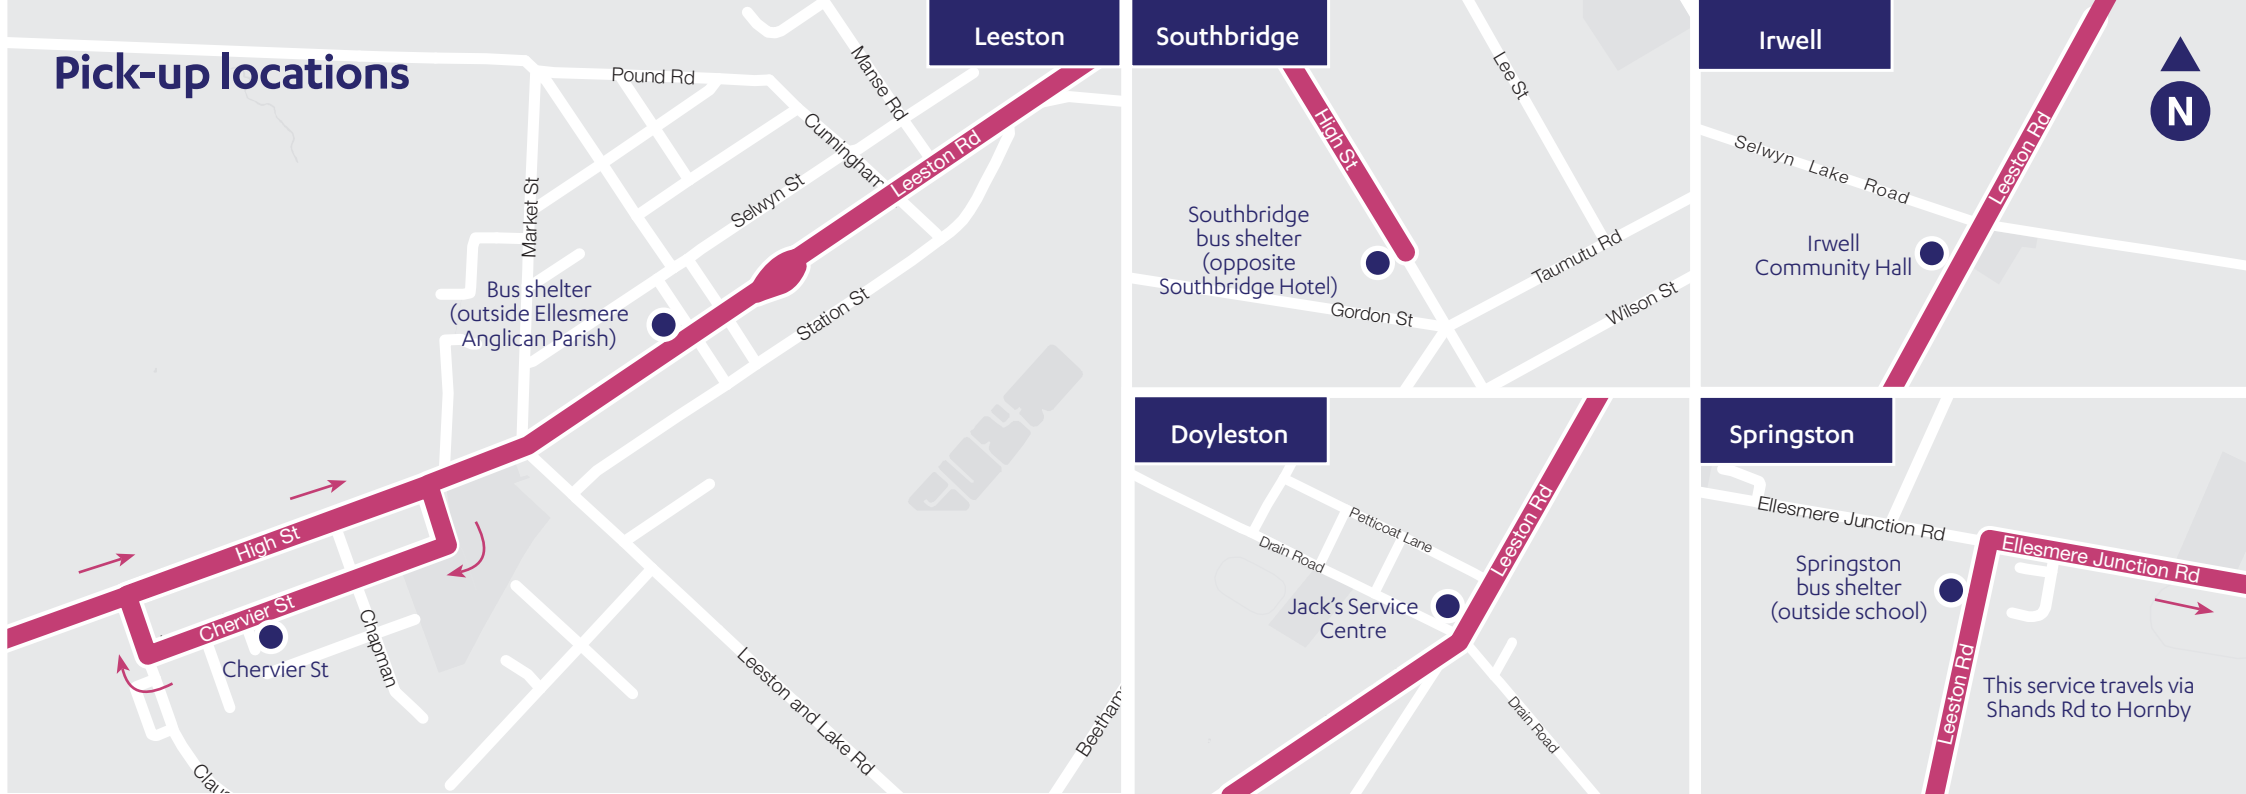 Pick-up locations
Leeston
Pound Rd
Manse Rd
Cunningham
Leeston Rd
Market St
Selwyn St
Station St
Bus shelter
(outside Ellesmere
Anglican Parish)
High St
Chervier St
Chervier St
Chapman
Leeston and Lake Rd
Southbridge
Lee St
High St
Southbridge
bus shelter
(opposite
Southbridge Hotel)
Gordon St
Taumutu Rd
Wilson St
Irwell
N
Selwyn Lake Road
Leeston Rd
Irwell
Community Hall
Doyleston
Petticoat Lane
Drain Road
Leeston Rd
Jack's Service
Centre
Drain Road
Springston
Ellesmere Junction Rd
Ellesmere Junction Rd
Springston
bus shelter
(outside school)
Leeston Rd
This service travels via
Shands Rd to Hornby